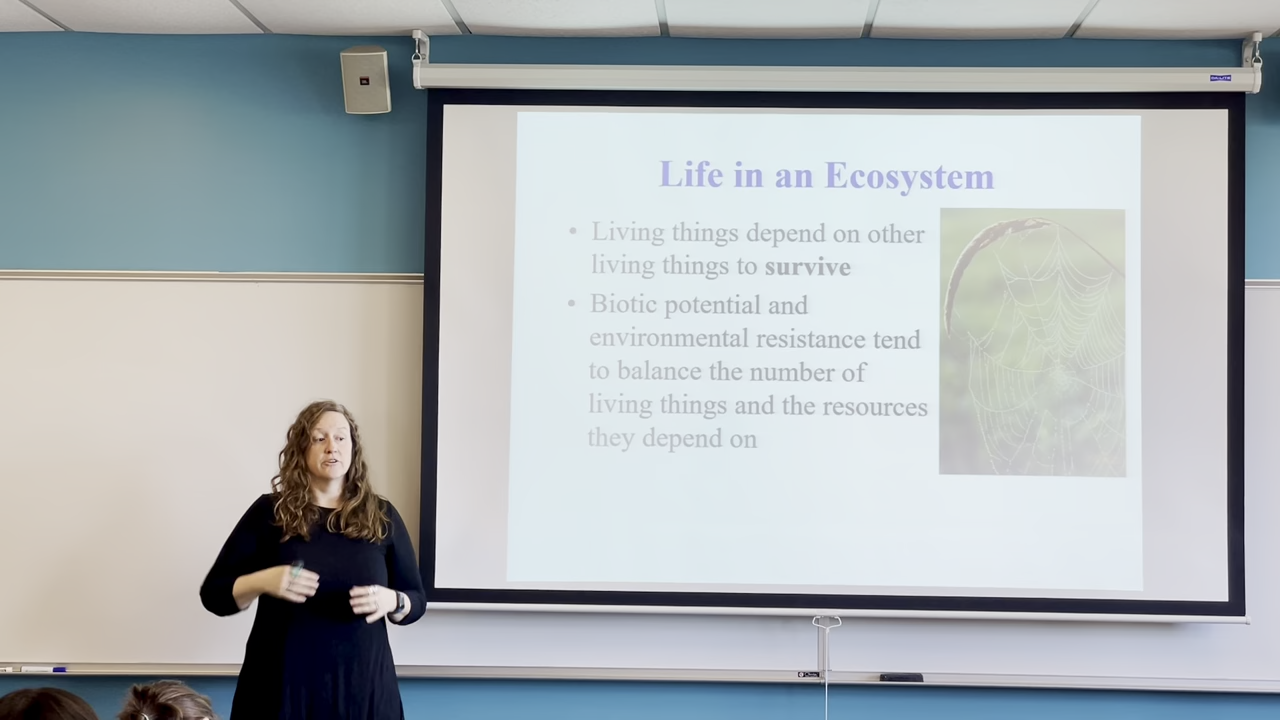 Life in an Ecosystem
• Living things depend on other
living things to survive
• Biotic potential and
environmental resistance tend
to balance the number of
living things and the resources
they depend on